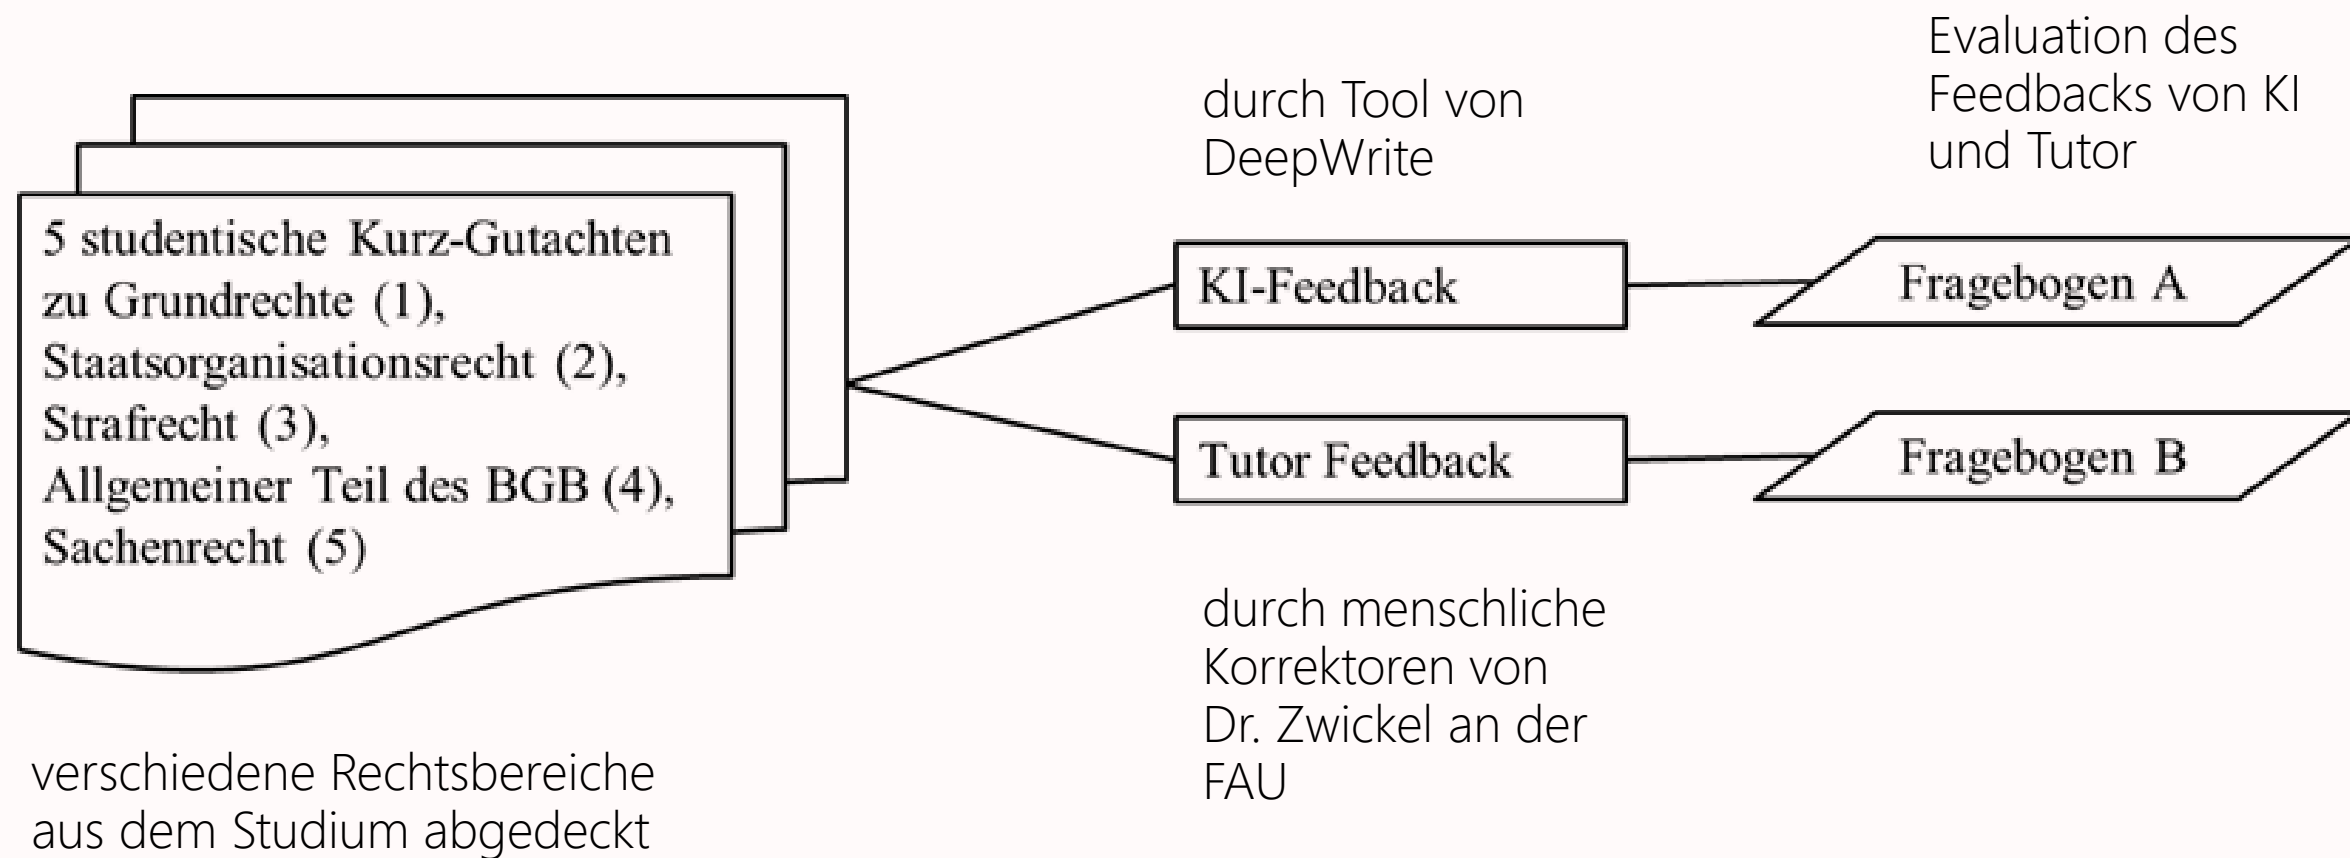 5 studentische Kurz-Gutachten
zu Grundrechte (1),
Staatsorganisationsrecht (2),
Strafrecht (3),
Allgemeiner Teil des BGB (4),
Sachenrecht (5)
verschiedene Rechtsbereiche
aus dem Studium abgedeckt
durch Tool von
DeepWrite
KI-Feedback
Tutor Feedback
durch menschliche
Korrektoren von
Dr. Zwickel an der
FAU
Evaluation des
Feedbacks von KI
und Tutor
Fragebogen A
Fragebogen B